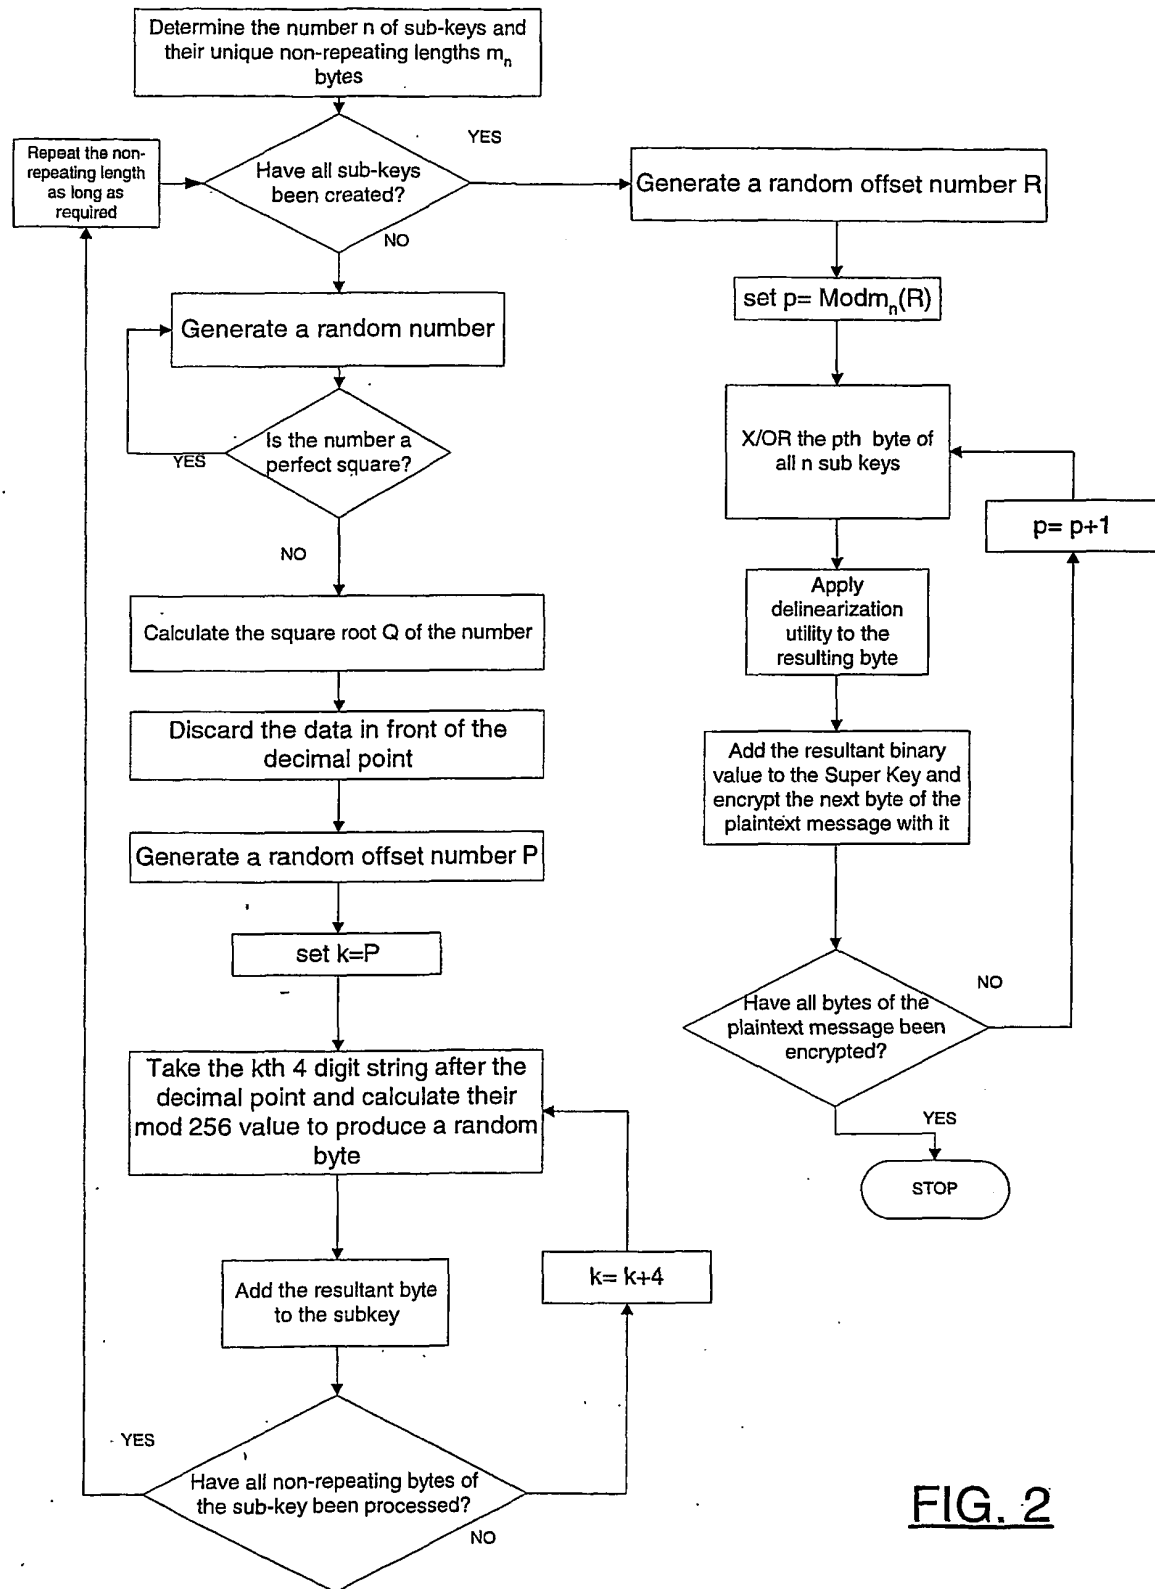 Determine the number n of sub-keys and
their unique non-repeating lengths mn
bytes
YES
Repeat the non-
repeating length
as long as
required
Have all sub-keys
been created?
Generate a random offset number R
NO
set p= Modmn(R)
Generate a random number
X/OR the pth byte of
all n sub keys
Is the number a
perfect square?
YES
p= p+1
NO
Apply
delinearization
utility to the
resulting byte
Calculate the square root Q of the number
Discard the data in front of the
decimal point
Add the resultant binary
value to the Super Key and
encrypt the next byte of the
plaintext message with it
Generate a random offset number P
set k=P
NO
Have all bytes of the
plaintext message been
encrypted?
Take the kth 4 digit string after the
decimal point and calculate their
mod 256 value to produce a random
byte
YES
STOP
Add the resultant byte
to the subkey
k= k+4
YES
Have all non-repeating bytes of
the sub-key been processed?
NO
FIG. 2